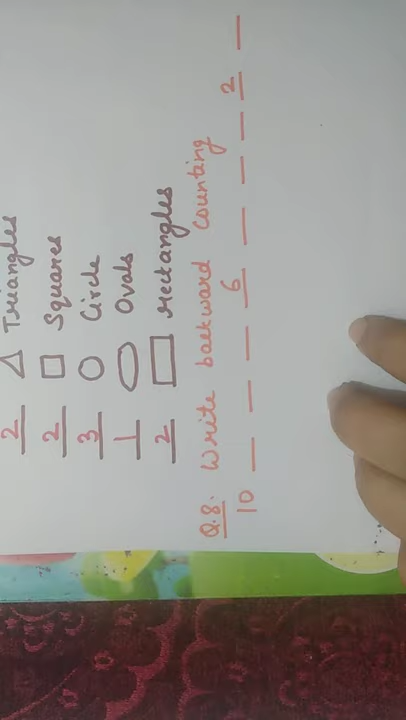 2 Triangles
2 Squares
3 Circle
1 Ovals
2 rectangles
Q.8. Write backward counting
10 _ _ _ 6 _ _ _ 2 _